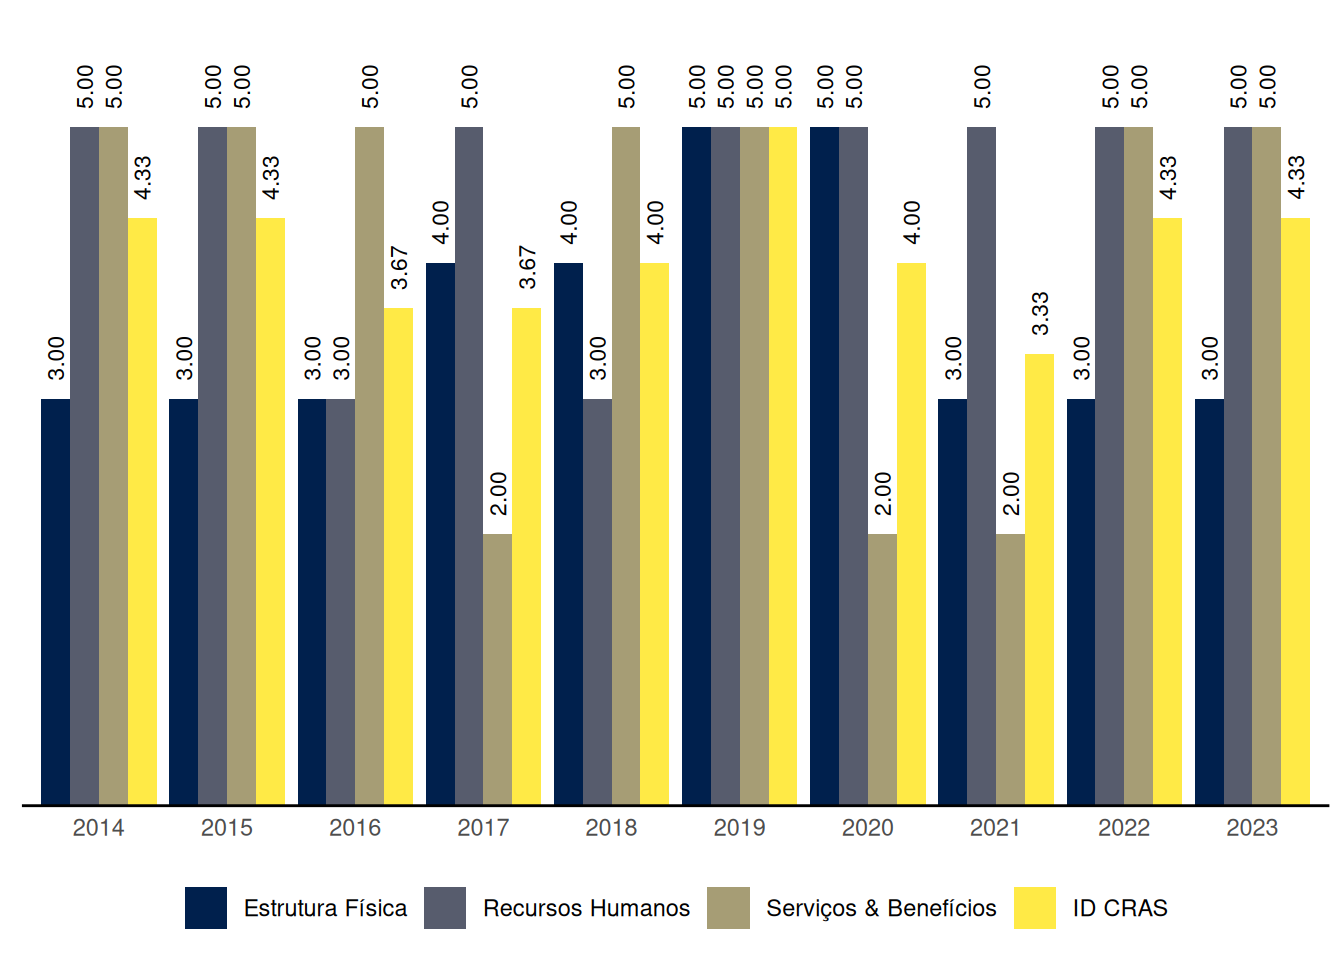 5.00 5.00 5.00 5.00 5.00 5.00 5.00 5.00 5.00 5.00 5.00 5.00 5.00 5.00 5.00 5.00 5.00
4.33 4.33 4.33 4.33
4.00 4.00 4.00 4.00
3.67 3.67
3.33
3.00 3.00 3.00 3.00 3.00 3.00 3.00 3.00
2.00 2.00 2.00
2014 2015 2016 2017 2018 2019 2020 2021 2022 2023
Estrutura Física Recursos Humanos Serviços & Benefícios ID CRAS